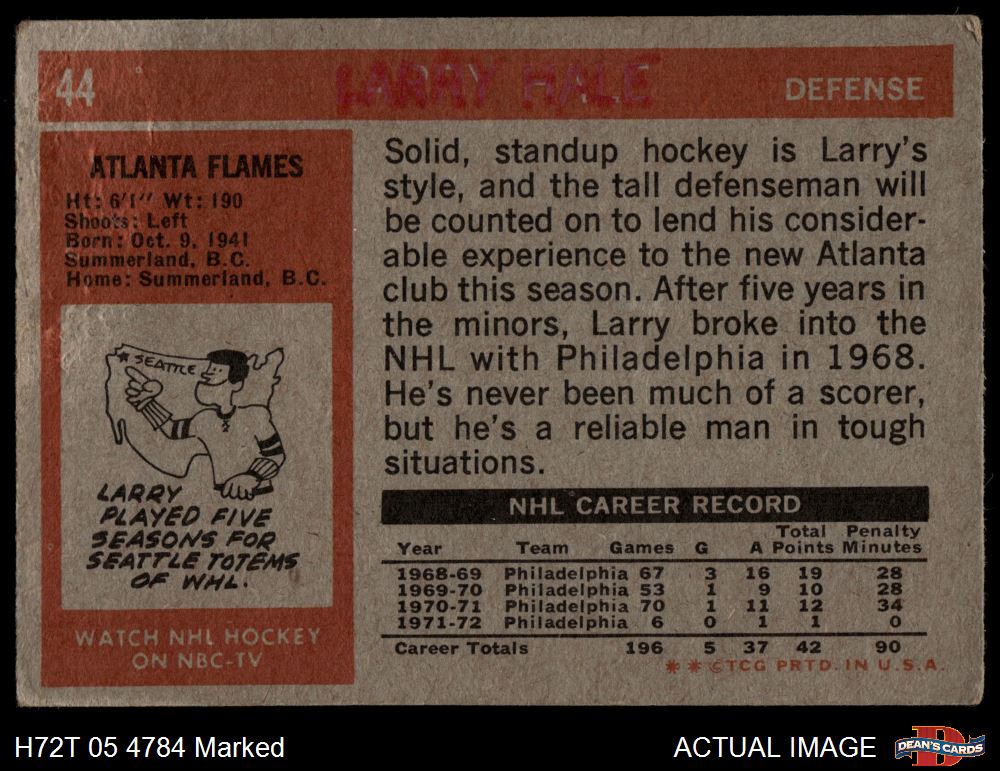 44 LARRY HALE DEFENSE
ATLANTA FLAMES
Ht: 6'1'' Wt: 190
Shoots: Left
Born: Oct. 9, 1941
Summerland, B.C.
Home: Summerland, B.C.
SEATTLE
LARRY
PLAYED FIVE
SEASONS FOR
SEATTLE TOTEMS
OF WHL.
WATCH NHL HOCKEY
ON NBC-TV
Solid, standup hockey is Larry's
style, and the tall defenseman will
be counted on to lend his consider-
able experience to the new Atlanta
club this season. After five years in
the minors, Larry broke into the
NHL with Philadelphia in 1968.
He's never been much of a scorer,
but he's a reliable man in tough
situations.
NHL CAREER RECORD
Year Team Games G A Total Points Penalty Minutes
1968-69 Philadelphia 67 3 16 19 28
1969-70 Philadelphia 53 1 9 10 28
1970-71 Philadelphia 70 1 11 12 34
1971-72 Philadelphia 6 0 1 1 0
Career Totals 196 5 37 42 90
* * ©TCG PRTD. IN U.S.A.
H72T 05 4784 Marked
ACTUAL IMAGE
DEAN'S CARDS